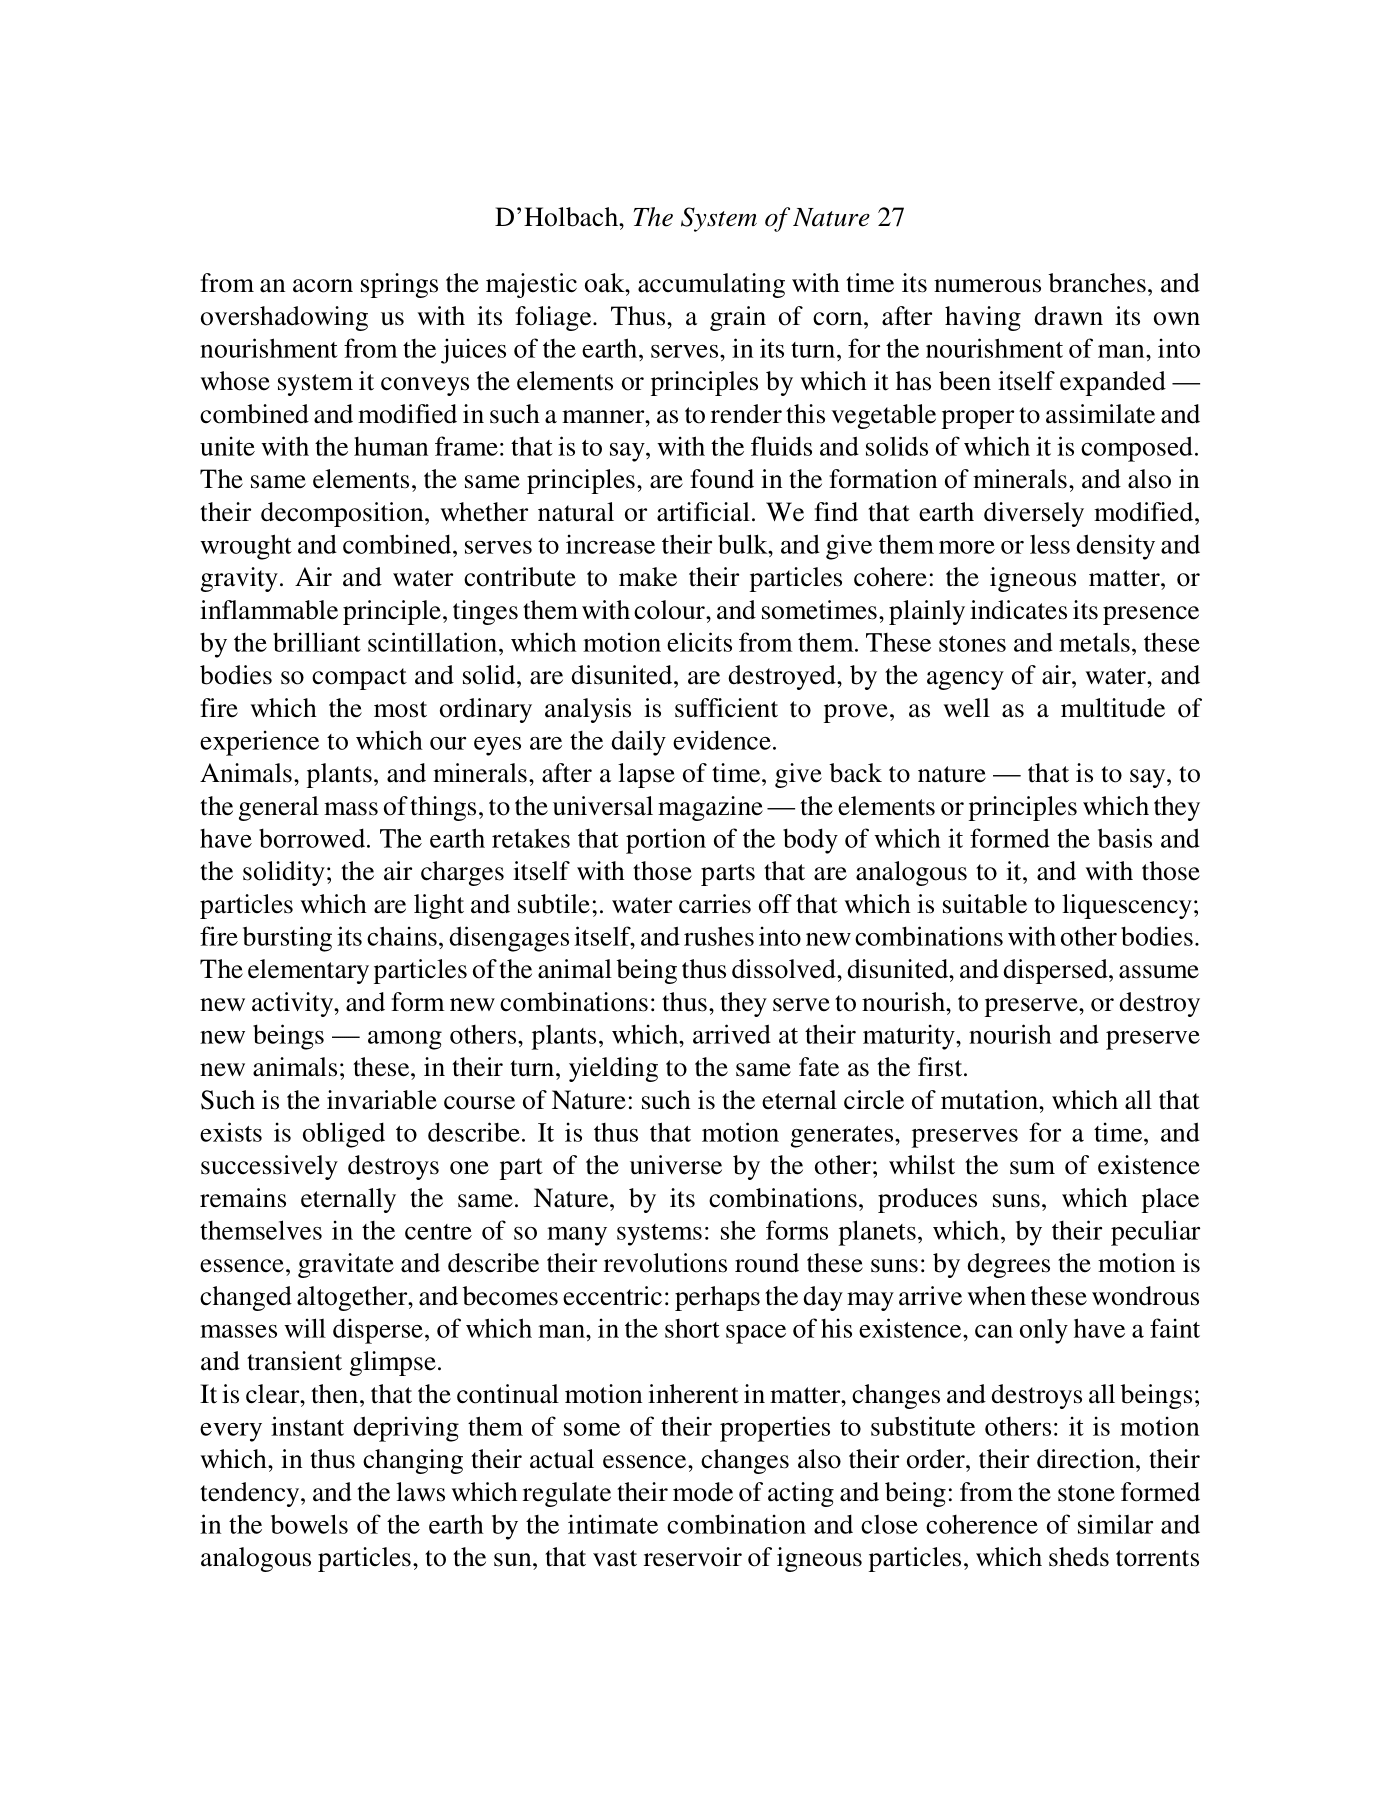 D’Holbach, The System of Nature 27
from an acorn springs the majestic oak, accumulating with time its numerous branches, and
overshadowing us with its foliage. Thus, a grain of corn, after having drawn its own
nourishment from the juices of the earth, serves, in its turn, for the nourishment of man, into
whose system it conveys the elements or principles by which it has been itself expanded —
combined and modified in such a manner, as to render this vegetable proper to assimilate and
unite with the human frame: that is to say, with the fluids and solids of which it is composed.
The same elements, the same principles, are found in the formation of minerals, and also in
their decomposition, whether natural or artificial. We find that earth diversely modified,
wrought and combined, serves to increase their bulk, and give them more or less density and
gravity. Air and water contribute to make their particles cohere: the igneous matter, or
inflammable principle, tinges them with colour, and sometimes, plainly indicates its presence
by the brilliant scintillation, which motion elicits from them. These stones and metals, these
bodies so compact and solid, are disunited, are destroyed, by the agency of air, water, and
fire which the most ordinary analysis is sufficient to prove, as well as a multitude of
experience to which our eyes are the daily evidence.
Animals, plants, and minerals, after a lapse of time, give back to nature — that is to say, to
the general mass of things, to the universal magazine — the elements or principles which they
have borrowed. The earth retakes that portion of the body of which it formed the basis and
the solidity; the air charges itself with those parts that are analogous to it, and with those
particles which are light and subtile;. water carries off that which is suitable to liquescency;
fire bursting its chains, disengages itself, and rushes into new combinations with other bodies.
The elementary particles of the animal being thus dissolved, disunited, and dispersed, assume
new activity, and form new combinations: thus, they serve to nourish, to preserve, or destroy
new beings — among others, plants, which, arrived at their maturity, nourish and preserve
new animals; these, in their turn, yielding to the same fate as the first.
Such is the invariable course of Nature: such is the eternal circle of mutation, which all that
exists is obliged to describe. It is thus that motion generates, preserves for a time, and
successively destroys one part of the universe by the other; whilst the sum of existence
remains eternally the same. Nature, by its combinations, produces suns, which place
themselves in the centre of so many systems: she forms planets, which, by their peculiar
essence, gravitate and describe their revolutions round these suns: by degrees the motion is
changed altogether, and becomes eccentric: perhaps the day may arrive when these wondrous
masses will disperse, of which man, in the short space of his existence, can only have a faint
and transient glimpse.
It is clear, then, that the continual motion inherent in matter, changes and destroys all beings;
every instant depriving them of some of their properties to substitute others: it is motion
which, in thus changing their actual essence, changes also their order, their direction, their
tendency, and the laws which regulate their mode of acting and being: from the stone formed
in the bowels of the earth by the intimate combination and close coherence of similar and
analogous particles, to the sun, that vast reservoir of igneous particles, which sheds torrents